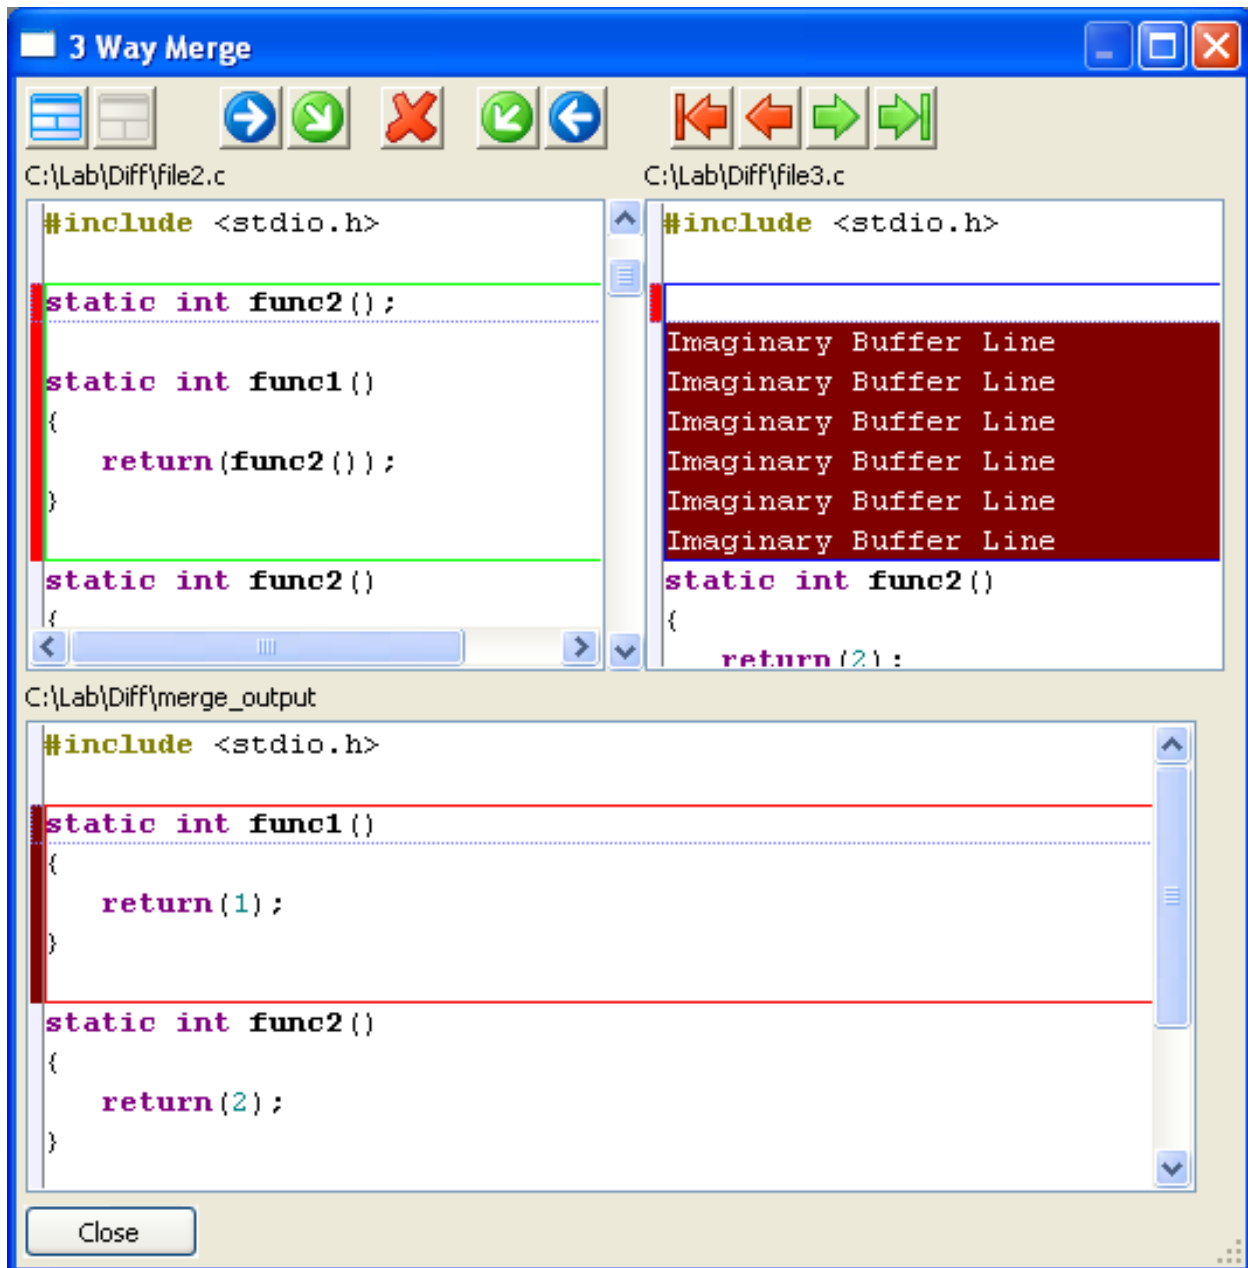 3 Way Merge
C:\Lab\Diff\file2.c
#include <stdio.h>
static int func2();
static int func1()
{
return(func2());
}
static int func2()
{
C:\Lab\Diff\file3.c
#include <stdio.h>
Imaginary Buffer Line
Imaginary Buffer Line
Imaginary Buffer Line
Imaginary Buffer Line
Imaginary Buffer Line
Imaginary Buffer Line
static int func2()
{
return(2);
C:\Lab\Diff\merge_output
#include <stdio.h>
static int func1()
{
return(1);
}
static int func2()
{
return(2);
}
Close